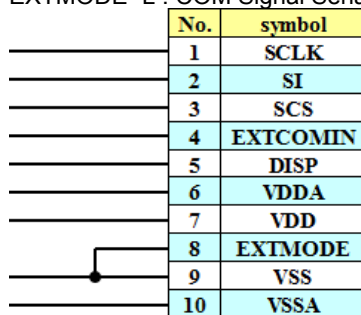 EXTMODE "L": COM Signal Seria
No. symbol
1 SCLK
2 SI
3 SCS
4 EXTCOMIN
5 DISP
6 VDDA
7 VDD
8 EXTMODE
9 VSS
10 VSSA